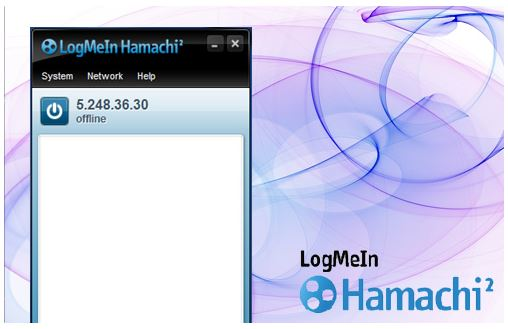 LogMeIn Hamachi²
System Network Help
5.248.36.30
offline
LogMeIn
Hamachi²